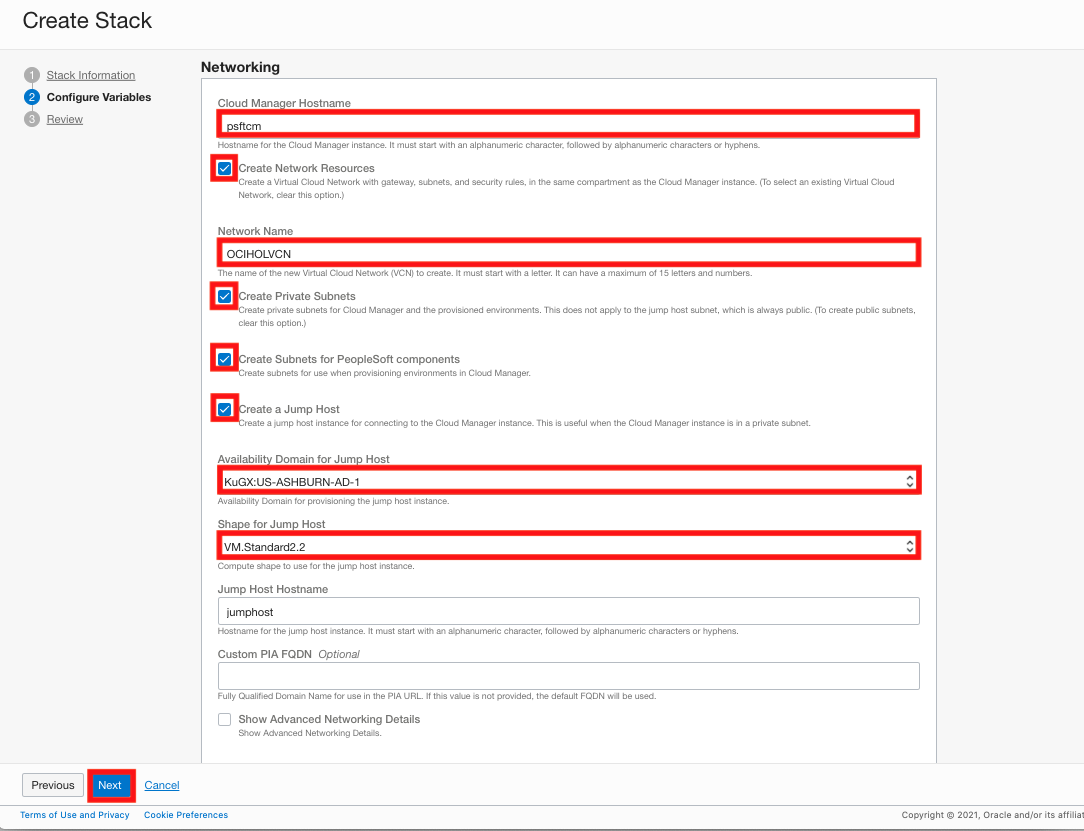 Create Stack
1 Stack Information
2 Configure Variables
3 Review
Networking
Cloud Manager Hostname
psftcm
Hostname for the Cloud Manager instance. It must start with an alphanumeric character, followed by alphanumeric characters or hyphens.
Create Network Resources
Create a Virtual Cloud Network with gateway, subnets, and security rules, in the same compartment as the Cloud Manager instance. (To select an existing Virtual Cloud
Network, clear this option.)
Network Name
OCIHOLVCN
The name of the new Virtual Cloud Network (VCN) to create. It must start with a letter. It can have a maximum of 15 letters and numbers.
Create Private Subnets
Create private subnets for Cloud Manager and the provisioned environments. This does not apply to the jump host subnet, which is always public. (To create public subnets,
clear this option.)
Create Subnets for PeopleSoft components
Create subnets for use when provisioning environments in Cloud Manager.
Create a Jump Host
Create a jump host instance for connecting to the Cloud Manager instance. This is useful when the Cloud Manager instance is in a private subnet.
Availability Domain for Jump Host
KuGX:US-ASHBURN-AD-1
Availability Domain for provisioning the jump host instance.
Shape for Jump Host
VM.Standard2.2
Compute shape to use for the jump host instance.
Jump Host Hostname
jumphost
Hostname for the jump host instance. It must start with an alphanumeric character, followed by alphanumeric characters or hyphens.
Custom PIA FQDN Optional
Fully Qualified Domain Name for use in the PIA URL. If this value is not provided, the default FQDN will be used.
Show Advanced Networking Details
Show Advanced Networking Details.
Previous Next Cancel
Terms of Use and Privacy Cookie Preferences Copyright © 2021, Oracle and/or its affiliat